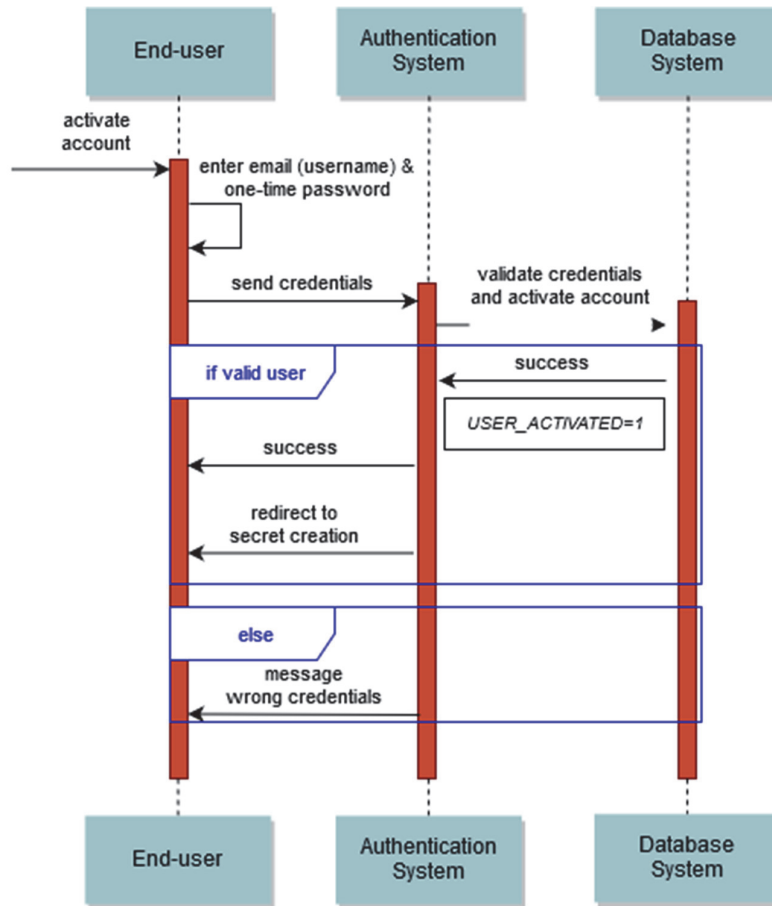 End-user
Authentication
System
Database
System
activate
account
enter email (username) &
one-time password
send credentials
validate credentials
and activate account
if valid user
success
USER_ACTIVATED=1
success
redirect to
secret creation
else
message
wrong credentials
End-user
Authentication
System
Database
System